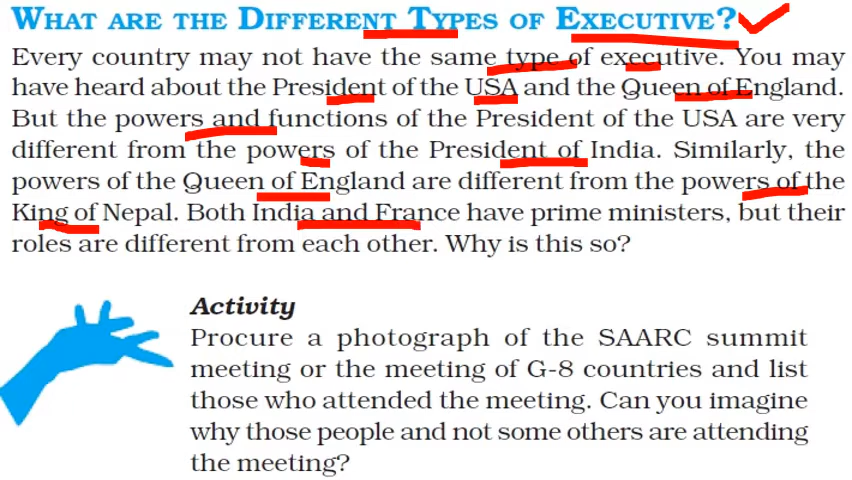 WHAT ARE THE DIFFERENT TYPES OF EXECUTIVE?
Every country may not have the same type of executive. You may
have heard about the President of the USA and the Queen of England.
But the powers and functions of the President of the USA are very
different from the powers of the President of India. Similarly, the
powers of the Queen of England are different from the powers of the
King of Nepal. Both India and France have prime ministers, but their
roles are different from each other. Why is this so?
Activity
Procure a photograph of the SAARC summit
meeting or the meeting of G-8 countries and list
those who attended the meeting. Can you imagine
why those people and not some others are attending
the meeting?